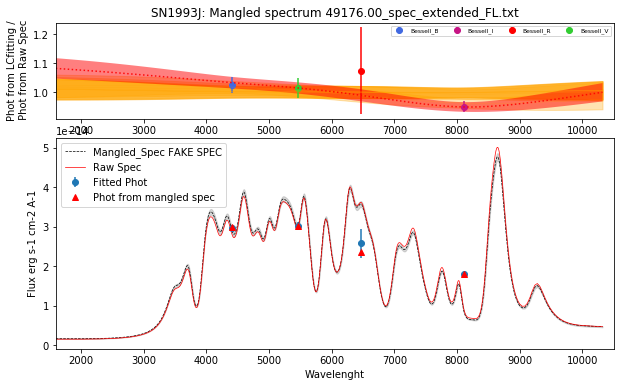 SN1993J: Mangled spectrum 49176.00_spec_extended_FL.txt
Phot from LCfitting /
Phot from Raw Spec
1.2
1.1
1.0
Bessell_B
Bessell_I
Bessell_R
Bessell_V
2000 3000 4000 5000 6000 7000 8000 9000 10000
1e-14
Flux erg s-1 cm-2 A-1
5
4
3
2
1
0
Mangled_Spec FAKE SPEC
Raw Spec
Fitted Phot
Phot from mangled spec
2000 3000 4000 5000 6000 7000 8000 9000 10000
Wavelenght